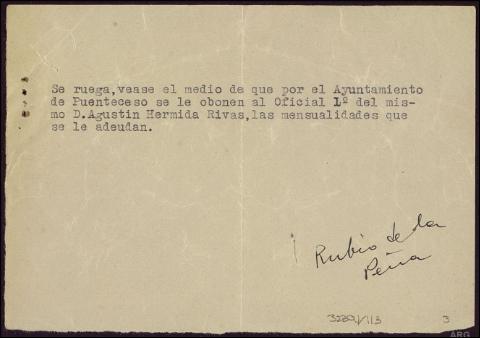 Se ruega,vease el medio de que por el Ayuntamiento
de Puenteceso se le obonen al Oficial 1º del mis-
mo D.Agustin Hermida Rivas,las mensualidades que
se le adeudan.
Rubio de la
Peña
3
ARG